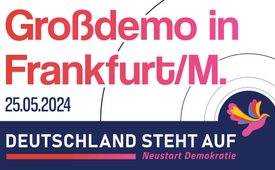 Großdemo in
Frankfurt/M.
25.05.2024
DEUTSCHLAND STEHT AUF
Neustart Demokratie